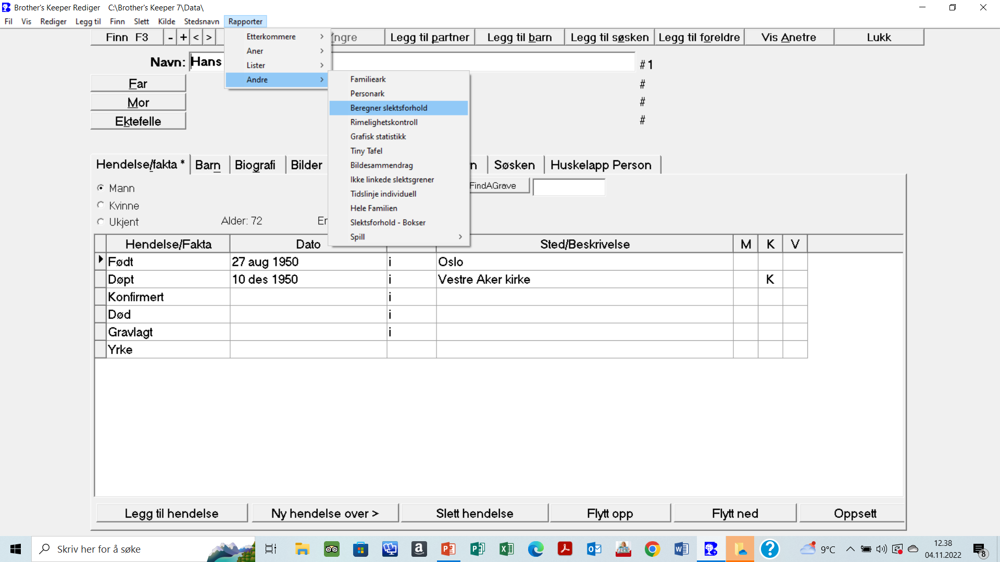 Brother's Keeper Rediger C:\Brother's Keeper 7\Data\
Fil Vis Rediger Legg til Finn Slett Kilde Stedsnavn Rapporter
Finn F3 - + < > Legg til partner Legg til barn Legg til søsken Legg til foreldre Vis Anetre Lukk
Etterkommere
Aner
Lister
Andre
Navn: Hans # 1
Far #
Mor #
Ektefelle #
Familieark
Personark
Beregner slektsforhold
Rimelighetskontroll
Grafisk statistikk
Tiny Tafel
Bildesammendrag
Ikke linkede slektsgrener
Tidslinje individuell
Hele Familien
Slektsforhold - Bokser
Spill
Hendelse/fakta * Barn Biografi Bilder n Søsken Huskelapp Person
Mann FindAGrave
Kvinne
Ukjent Alder: 72 Er
Hendelse/Fakta Dato Sted/Beskrivelse M K V
Født 27 aug 1950 i Oslo
Døpt 10 des 1950 i Vestre Aker kirke K
Konfirmert i
Død i
Gravlagt i
Yrke
Legg til hendelse Ny hendelse over > Slett hendelse Flytt opp Flytt ned Oppsett
Skriv her for å søke 9°C 12.38
04.11.2022 8